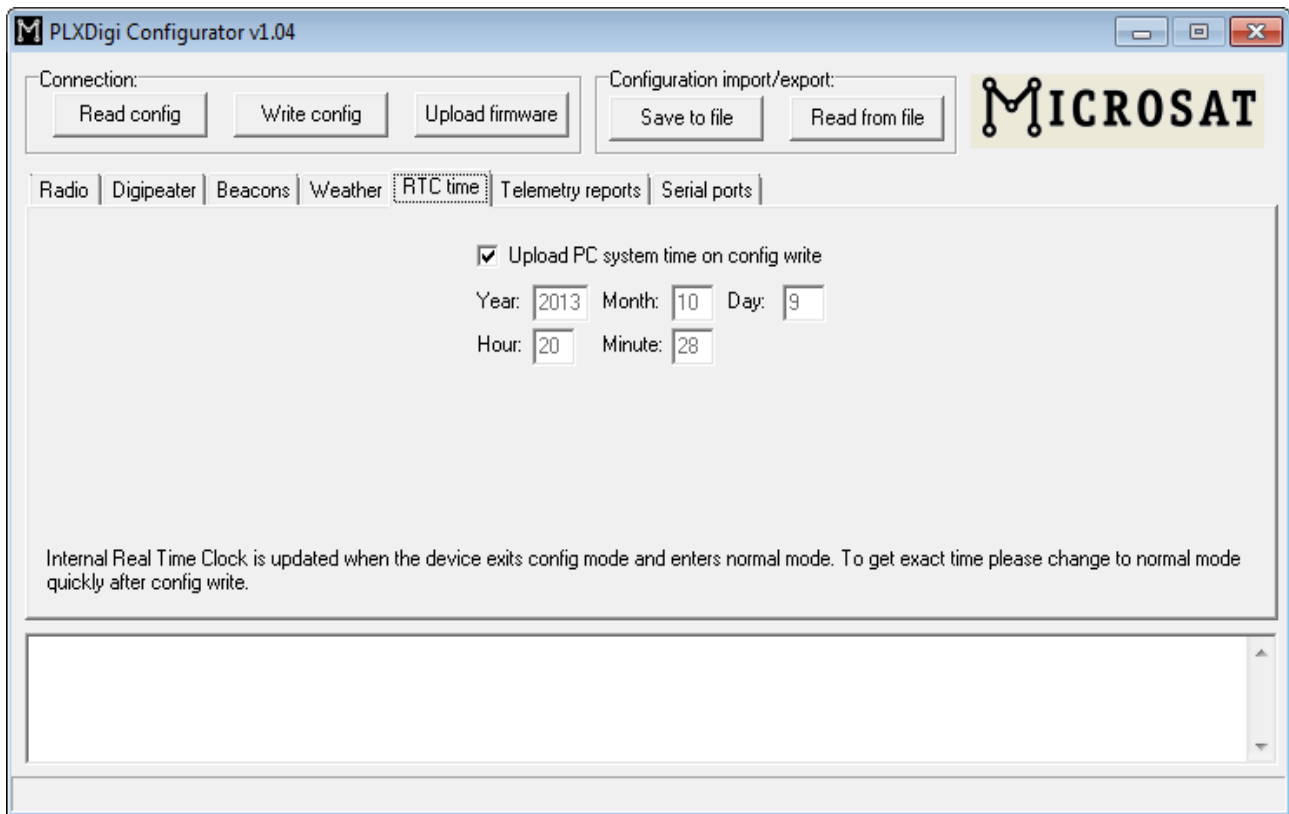 PLXDigi Configurator v1.04
Connection:
Read config Write config Upload firmware
Configuration import/export:
Save to file Read from file
MICROSAT
Radio Digipeater Beacons Weather RTC time Telemetry reports Serial ports
Upload PC system time on config write
Year: 2013 Month: 10 Day: 9
Hour: 20 Minute: 28
Internal Real Time Clock is updated when the device exits config mode and enters normal mode. To get exact time please change to normal mode
quickly after config write.